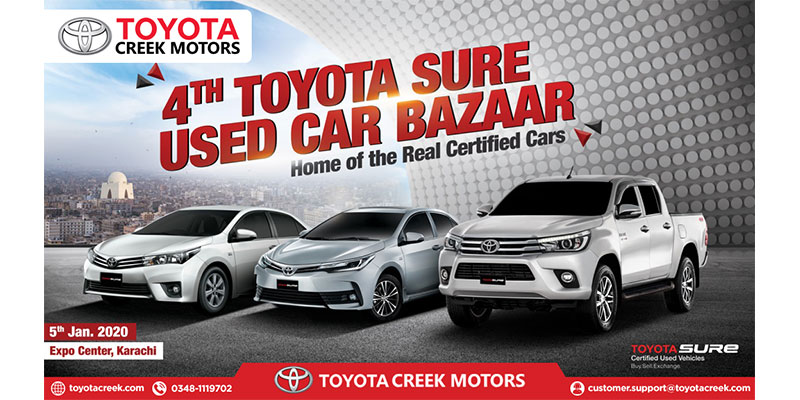 TOYOTA
CREEK MOTORS
4TH TOYOTA SURE
USED CAR BAZAAR
Home of the Real Certified Cars
5th Jan. 2020
Expo Center, Karachi
TOYOTA SURE
Certified Used Vehicles
Buy.Sell.Exchange
toyotacreek.com
0348-1119702
TOYOTA CREEK MOTORS
customer.support@toyotacreek.com